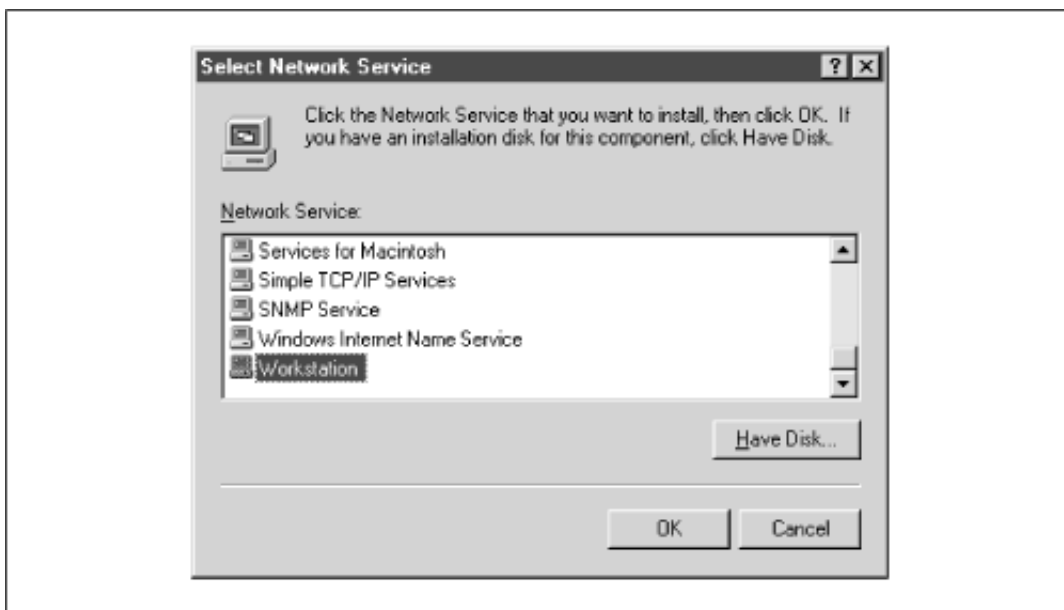 Select Network Service
Click the Network Service that you want to install, then click OK. If
you have an installation disk for this component, click Have Disk.
Network Service:
Services for Macintosh
Simple TCP/IP Services
SNMP Service
Windows Internet Name Service
Workstation
Have Disk...
OK
Cancel